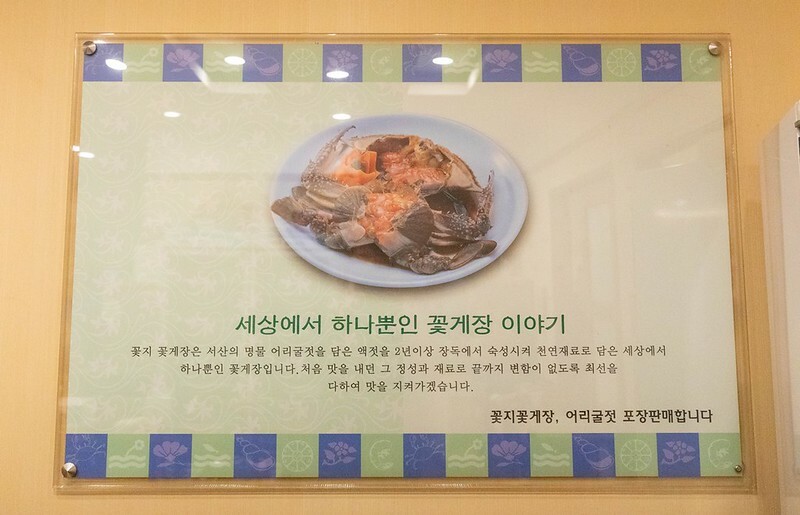 세상에서 하나뿐인 꽃게장 이야기
꽃지 꽃게장은 서산의 명물 어리굴젓을 담은 액젓을 2년이상 장독에서 숙성시켜 천연재료로 담은 세상에서
하나뿐인 꽃게장입니다.처음 맛을 내던 그 정성과 재료로 끝까지 변함이 없도록 최선을
다하여 맛을 지켜가겠습니다.
꽃지꽃게장, 어리굴젓 포장판매합니다